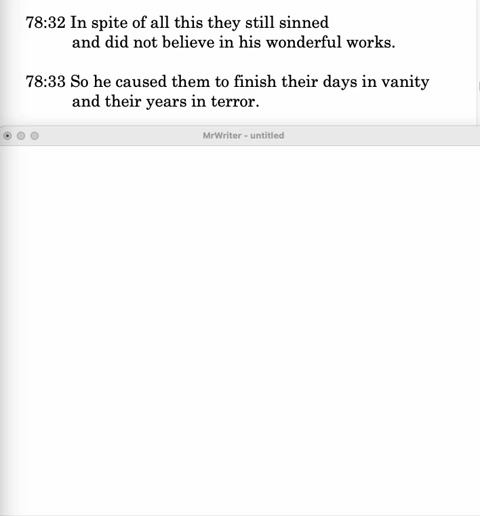 78:32 In spite of all this they still sinned
and did not believe in his wonderful works.
78:33 So he caused them to finish their days in vanity
and their years in terror.
MrWriter - untitled